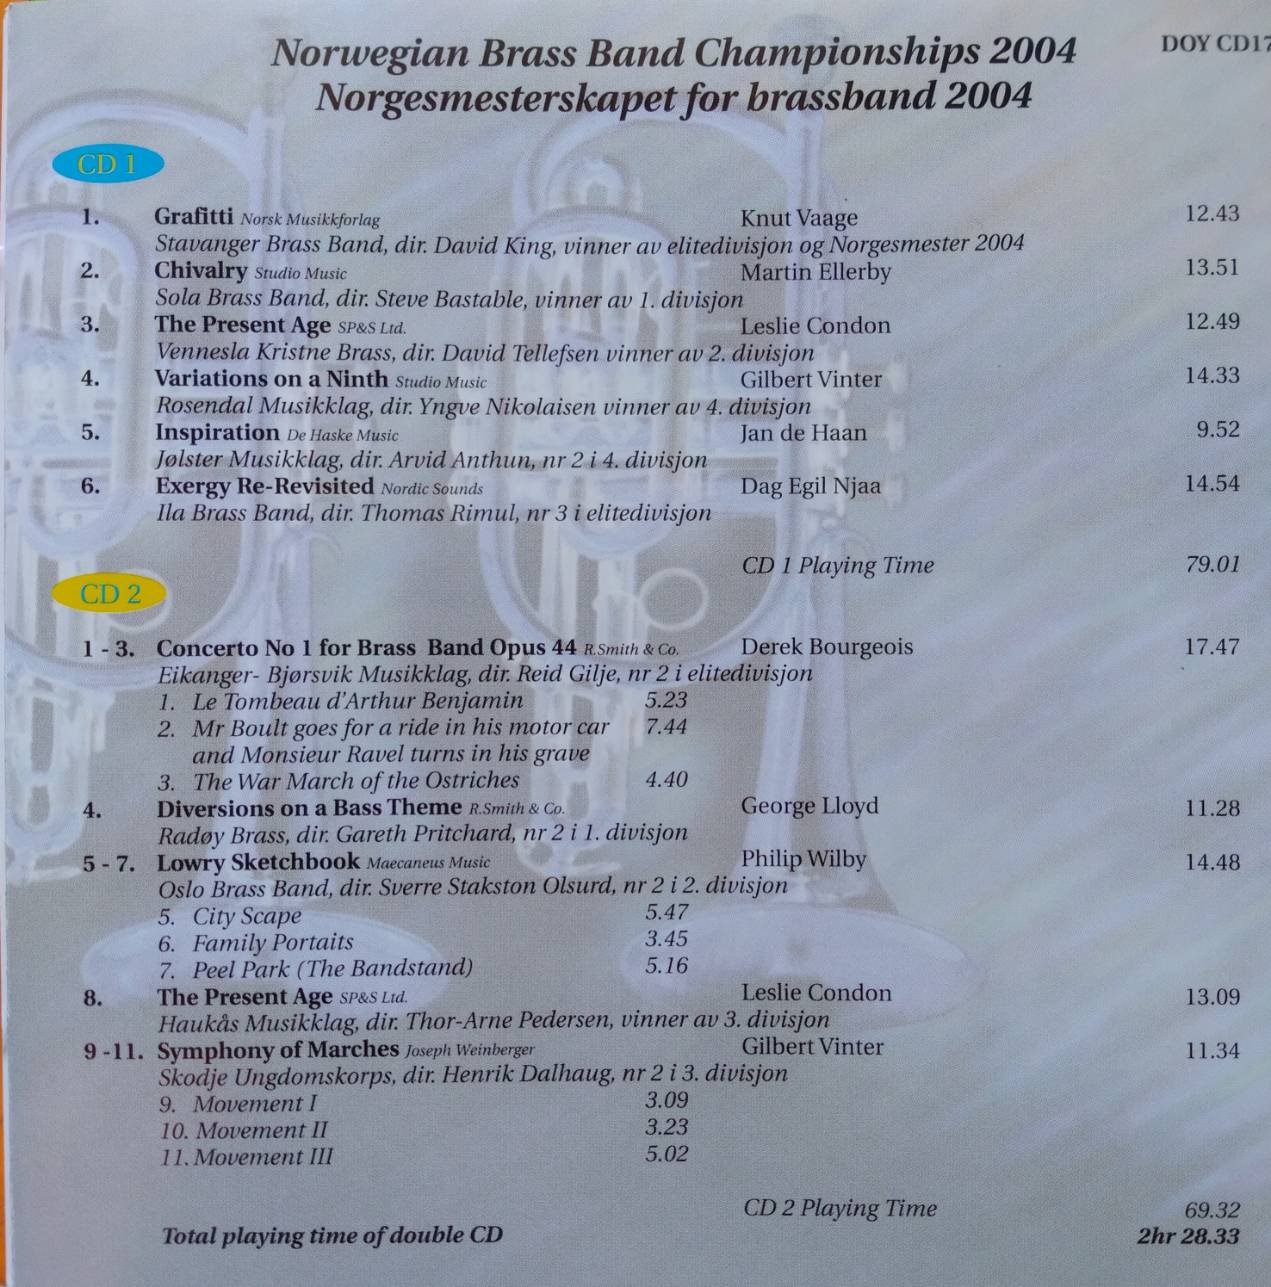 Norwegian Brass Band Championships 2004 DOY CD17
Norgesmesterskapet for brassband 2004
CD 1
1. Grafitti Norsk Musikkforlag Knut Vaage 12.43
Stavanger Brass Band, dir. David King, vinner av elitedivisjon og Norgesmester 2004
2. Chivalry Studio Music Martin Ellerby 13.51
Sola Brass Band, dir. Steve Bastable, vinner av 1. divisjon
3. The Present Age SP&S Ltd. Leslie Condon 12.49
Vennesla Kristne Brass, dir. David Tellefsen vinner av 2. divisjon
4. Variations on a Ninth Studio Music Gilbert Vinter 14.33
Rosendal Musikklag, dir. Yngve Nikolaisen vinner av 4. divisjon
5. Inspiration De Haske Music Jan de Haan 9.52
Jølster Musikklag, dir. Arvid Anthun, nr 2 i 4. divisjon
6. Exergy Re-Revisited Nordic Sounds Dag Egil Njaa 14.54
Ila Brass Band, dir. Thomas Rimul, nr 3 i elitedivisjon
CD 1 Playing Time 79.01
CD 2
1 - 3. Concerto No 1 for Brass Band Opus 44 R.Smith & Co. Derek Bourgeois 17.47
Eikanger- Bjørsvik Musikklag, dir. Reid Gilje, nr 2 i elitedivisjon
1. Le Tombeau d'Arthur Benjamin 5.23
2. Mr Boult goes for a ride in his motor car 7.44
and Monsieur Ravel turns in his grave
3. The War March of the Ostriches 4.40
4. Diversions on a Bass Theme R.Smith & Co. George Lloyd 11.28
Radøy Brass, dir. Gareth Pritchard, nr 2 i 1. divisjon
5 - 7. Lowry Sketchbook Maecaneus Music Philip Wilby 14.48
Oslo Brass Band, dir. Sverre Stakston Olsurd, nr 2 i 2. divisjon
5. City Scape 5.47
6. Family Portaits 3.45
7. Peel Park (The Bandstand) 5.16
8. The Present Age SP&S Ltd. Leslie Condon 13.09
Haukås Musikklag, dir. Thor-Arne Pedersen, vinner av 3. divisjon
9 -11. Symphony of Marches Joseph Weinberger Gilbert Vinter 11.34
Skodje Ungdomskorps, dir. Henrik Dalhaug, nr 2 i 3. divisjon
9. Movement I 3.09
10. Movement II 3.23
11. Movement III 5.02
CD 2 Playing Time 69.32
Total playing time of double CD 2hr 28.33